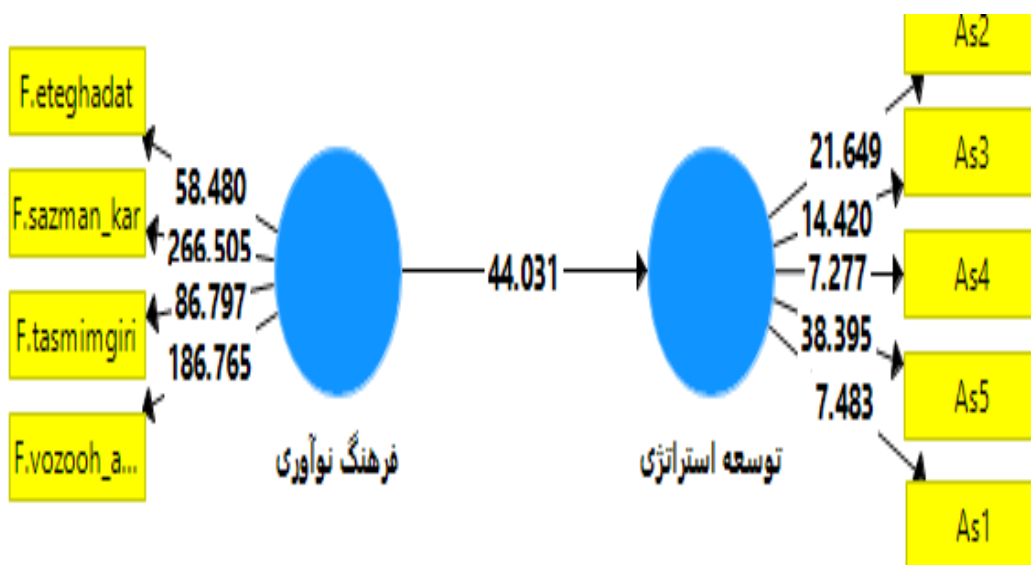 F.eteghadat
F.sazman_kar
F.tasmimgiri
F.vozooh_a...
58.480
266.505
86.797
186.765
فرهنگ نوآوری
44.031
توسعه استراتژی
21.649
14.420
7.277
38.395
7.483
As2
As3
As4
As5
As1